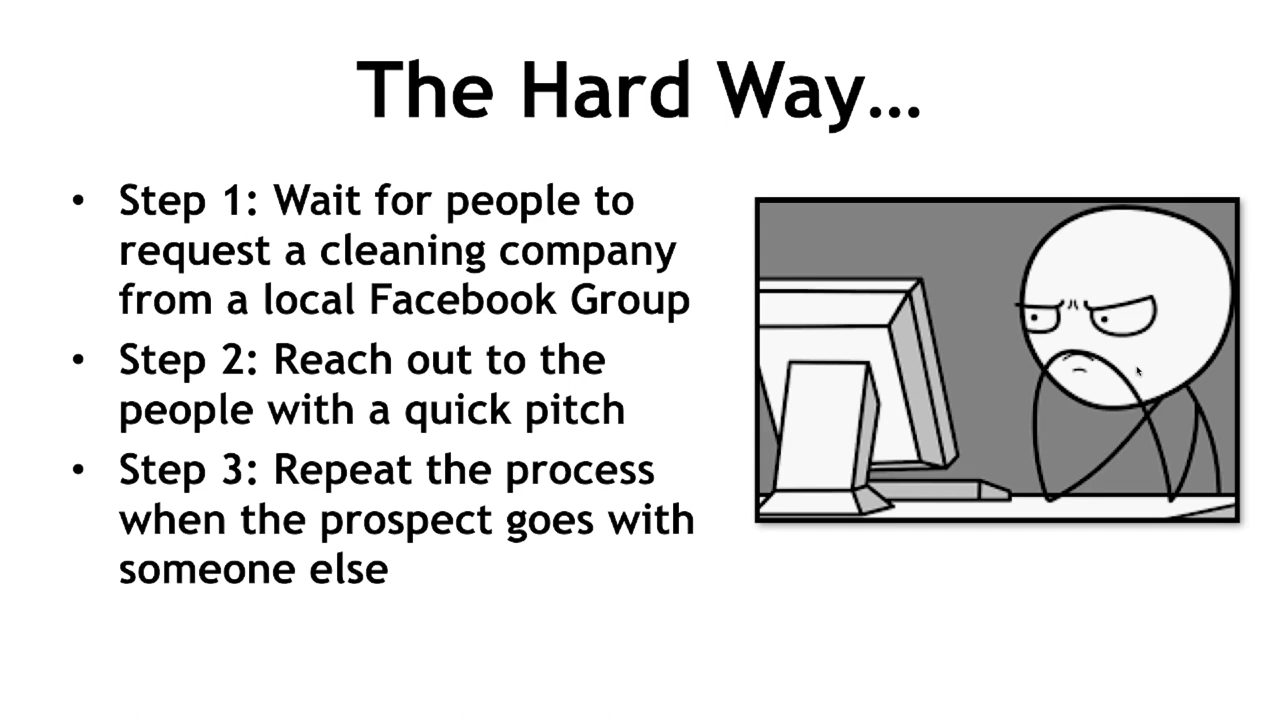 The Hard Way...
• Step 1: Wait for people to
request a cleaning company
from a local Facebook Group
• Step 2: Reach out to the
people with a quick pitch
• Step 3: Repeat the process
when the prospect goes with
someone else